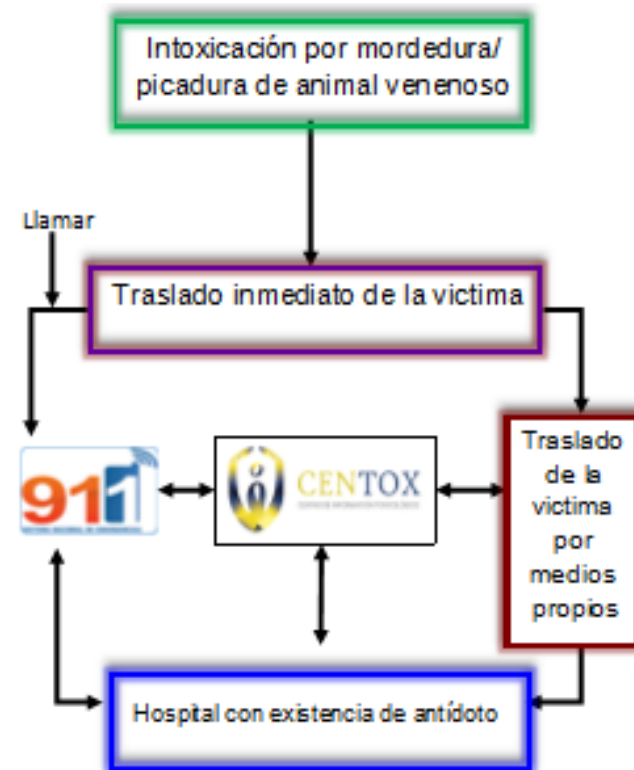 Intoxicación por mordedura/
picadura de animal venenoso
Llamar
Traslado inmediato de la victima
911
CENTOX
Traslado
de la
victima
por
medios
propios
Hospital con existencia de antídoto